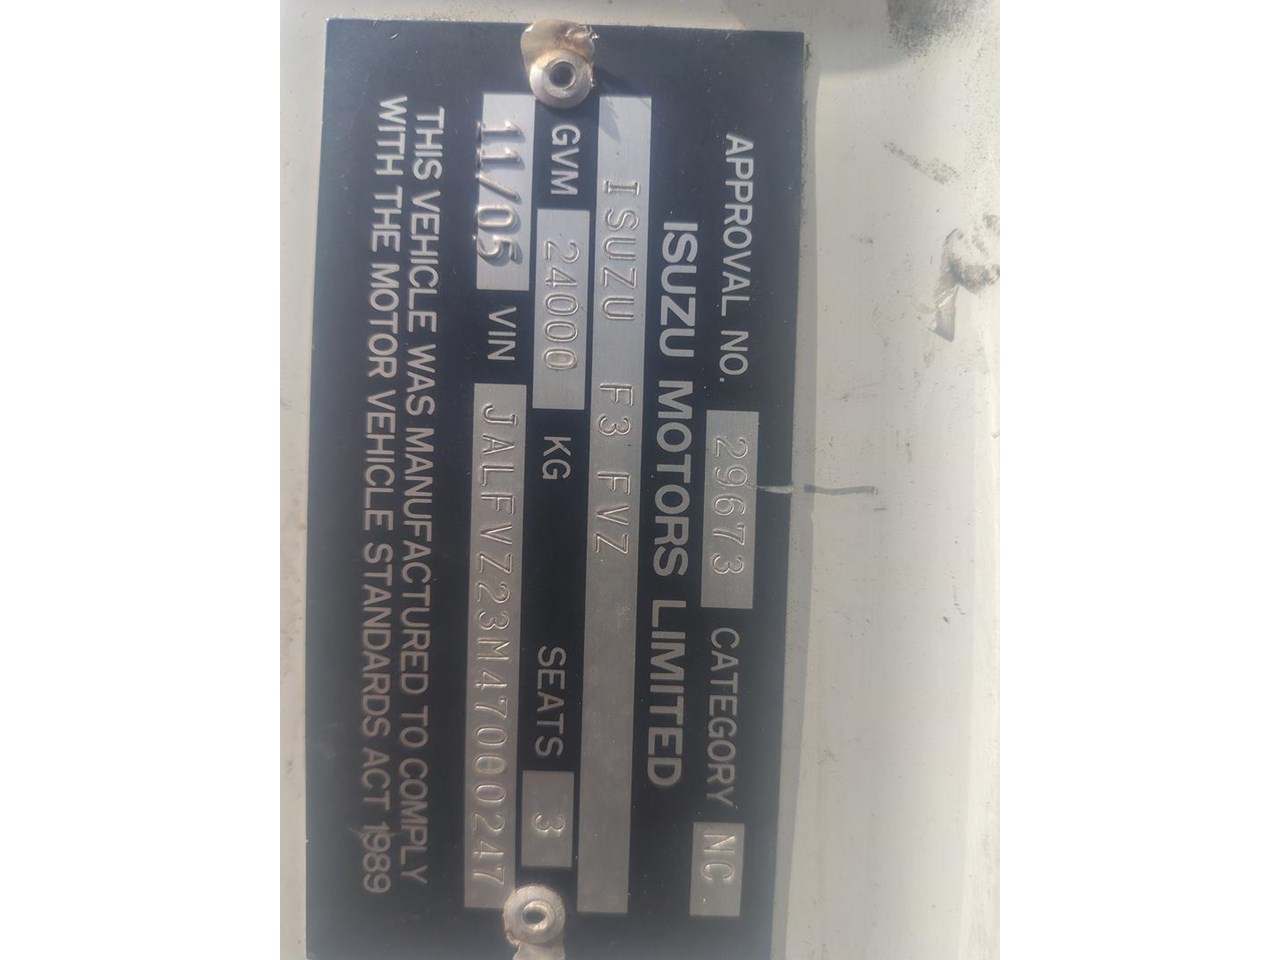 APPROVAL NO. 29673 CATEGORY NC
ISUZU MOTORS LIMITED
ISUZU F3 FVZ
GVM 24000 KG SEATS 3
11/05 VIN JALFVZ23M47000247
THIS VEHICLE WAS MANUFACTURED TO COMPLY
WITH THE MOTOR VEHICLE STANDARDS ACT 1989